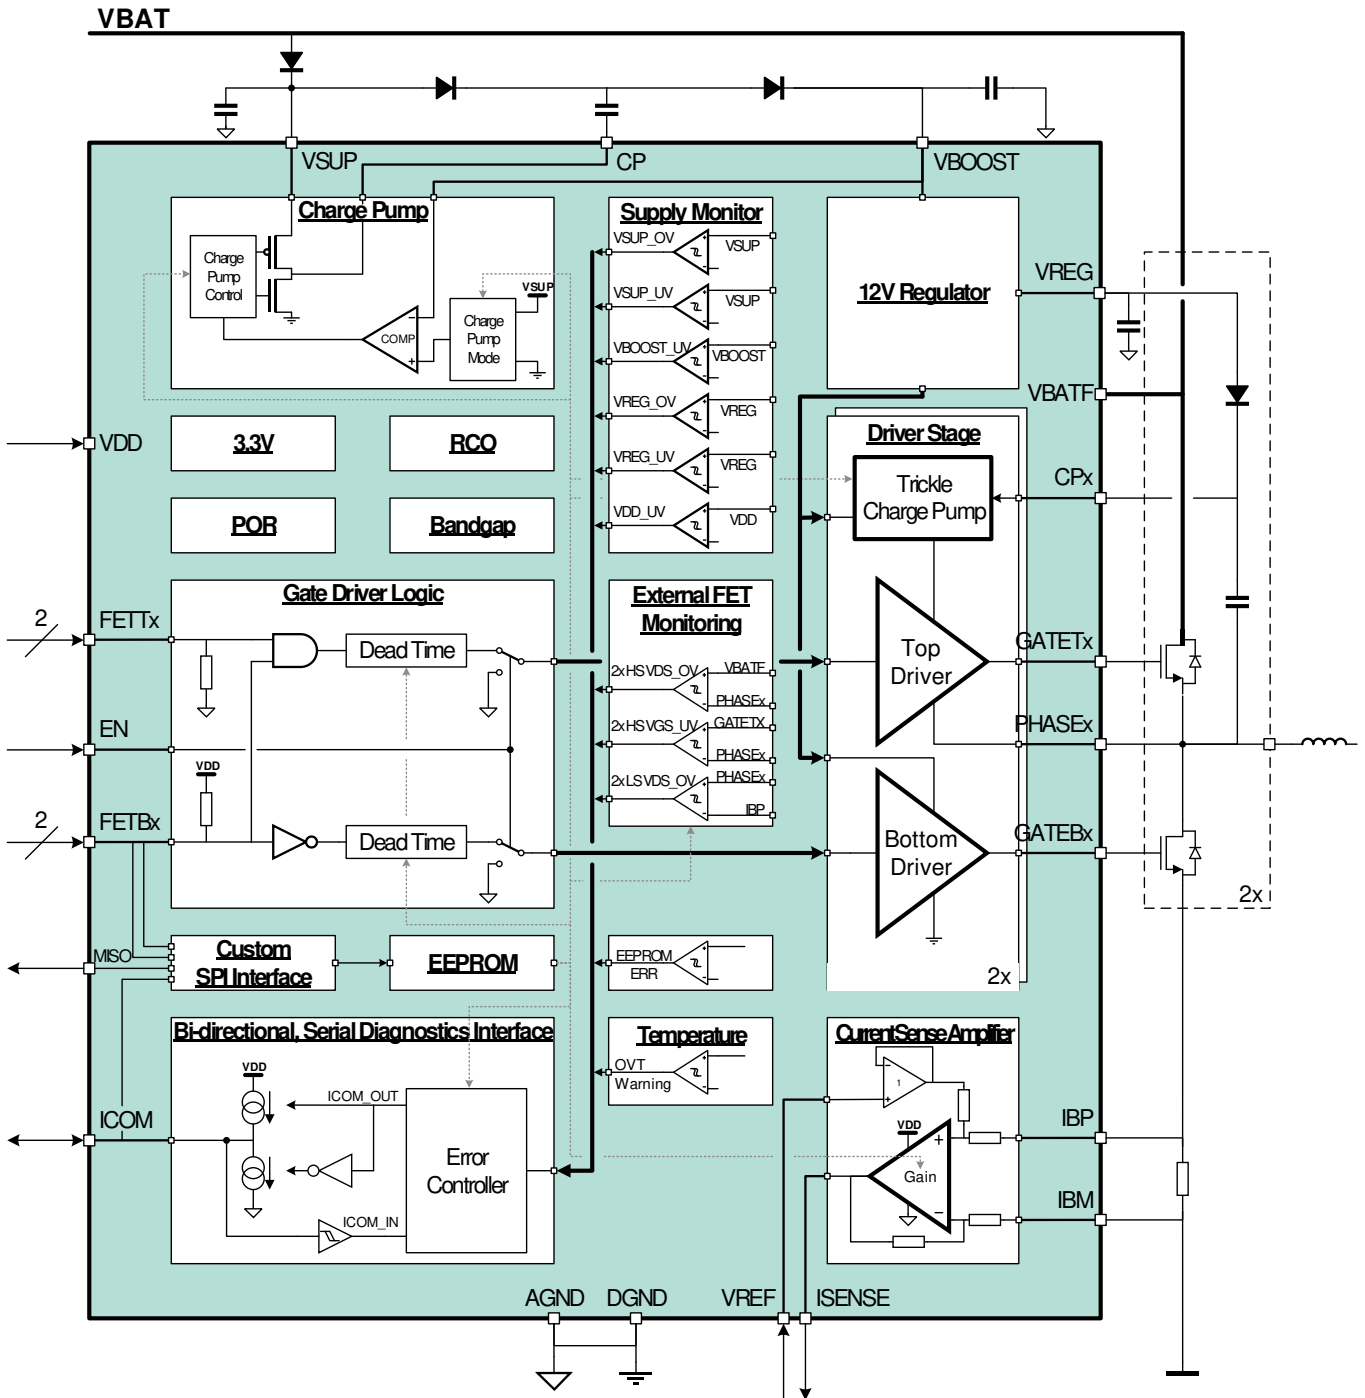 VBAT
VSUP
CP
VBOOST
Charge Pump
Charge
Pump
Control
COMP
VSUP
Charge
Pump
Mode
Supply Monitor
VSUP_OV
VSUP
VSUP_UV
VSUP
VBOOST_UV
VBOOST
VREG_OV
VREG
VREG_UV
VREG
VDD_UV
VDD
12V Regulator
VREG
VBATF
CPx
VDD
3.3V
RCO
POR
Bandgap
Driver Stage
Trickle
Charge Pump
Top
Driver
Bottom
Driver
2x
GATETx
PHASEx
GATEBx
2x
2
FETTx
EN
2
FETBx
Gate Driver Logic
Dead Time
VDD
Dead Time
External FET
Monitoring
2xHSVDS_OV
VBATF
PHASEx
2xHSVGS_UV
GATETX
PHASEx
2xLSVDS_OV
PHASEx
IBP
MISO
Custom
SPI Interface
EEPROM
EEPROM
ERR
Bi-directional, Serial Diagnostics Interface
VDD
ICOM_OUT
ICOM_IN
Error
Controller
ICOM
Temperature
OVT
Warning
Current Sense Amplifier
1
VDD
+
Gain
−
IBP
IBM
AGND
DGND
VREF
ISENSE